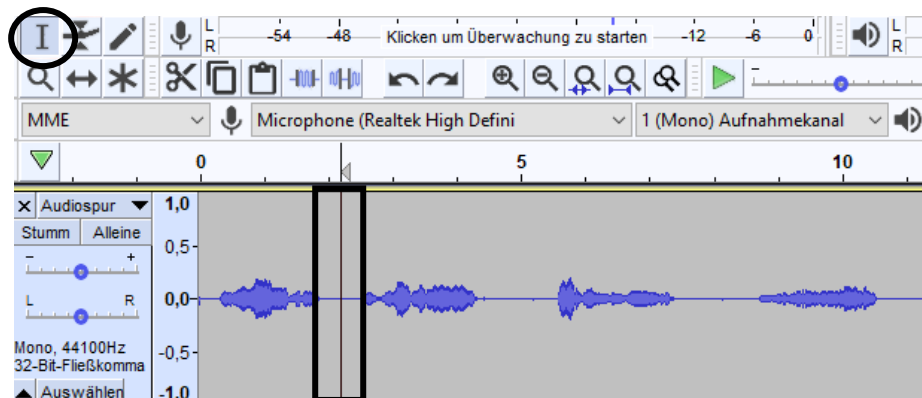 L
R
-54 -48 Klicken um Überwachung zu starten -12 -6 0
L
R
MME Microphone (Realtek High Defini 1 (Mono) Aufnahmekanal
0 5 10
× Audiospur 1,0
Stumm Alleine
0,5
- +
L R 0,0
Mono, 44100Hz -0,5
32-Bit-Fließkomma
Auswählen -1,0